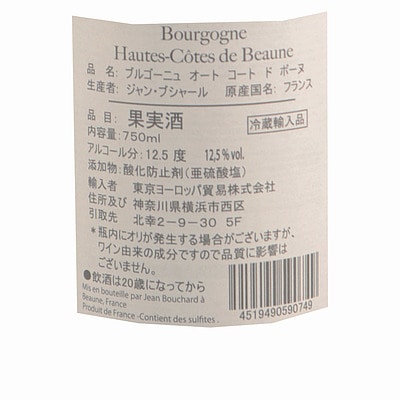 Bourgogne
Hautes-Côtes de Beaune
品 名: ブルゴーニュ オート コート ド ボーヌ
生産者: ジャン・ブシャール 原産国名: フランス
品 目: 果実酒
冷蔵輸入品
内容量: 750ml
アルコール分: 12.5 度 12,5% vol.
添加物: 酸化防止剤(亜硫酸塩)
輸入者 東京ヨーロッパ貿易株式会社
住所及び 神奈川県横浜市西区
引取先 北幸2-9-30 5F
*瓶内にオリが発生する場合がございますが、
ワイン由来の成分ですので品質に影響は
ございません。
●飲酒は20歳になってから
Mis en bouteille par Jean Bouchard à
Beaune, France
Produit de France -Contient des sulfites .
4519490590749